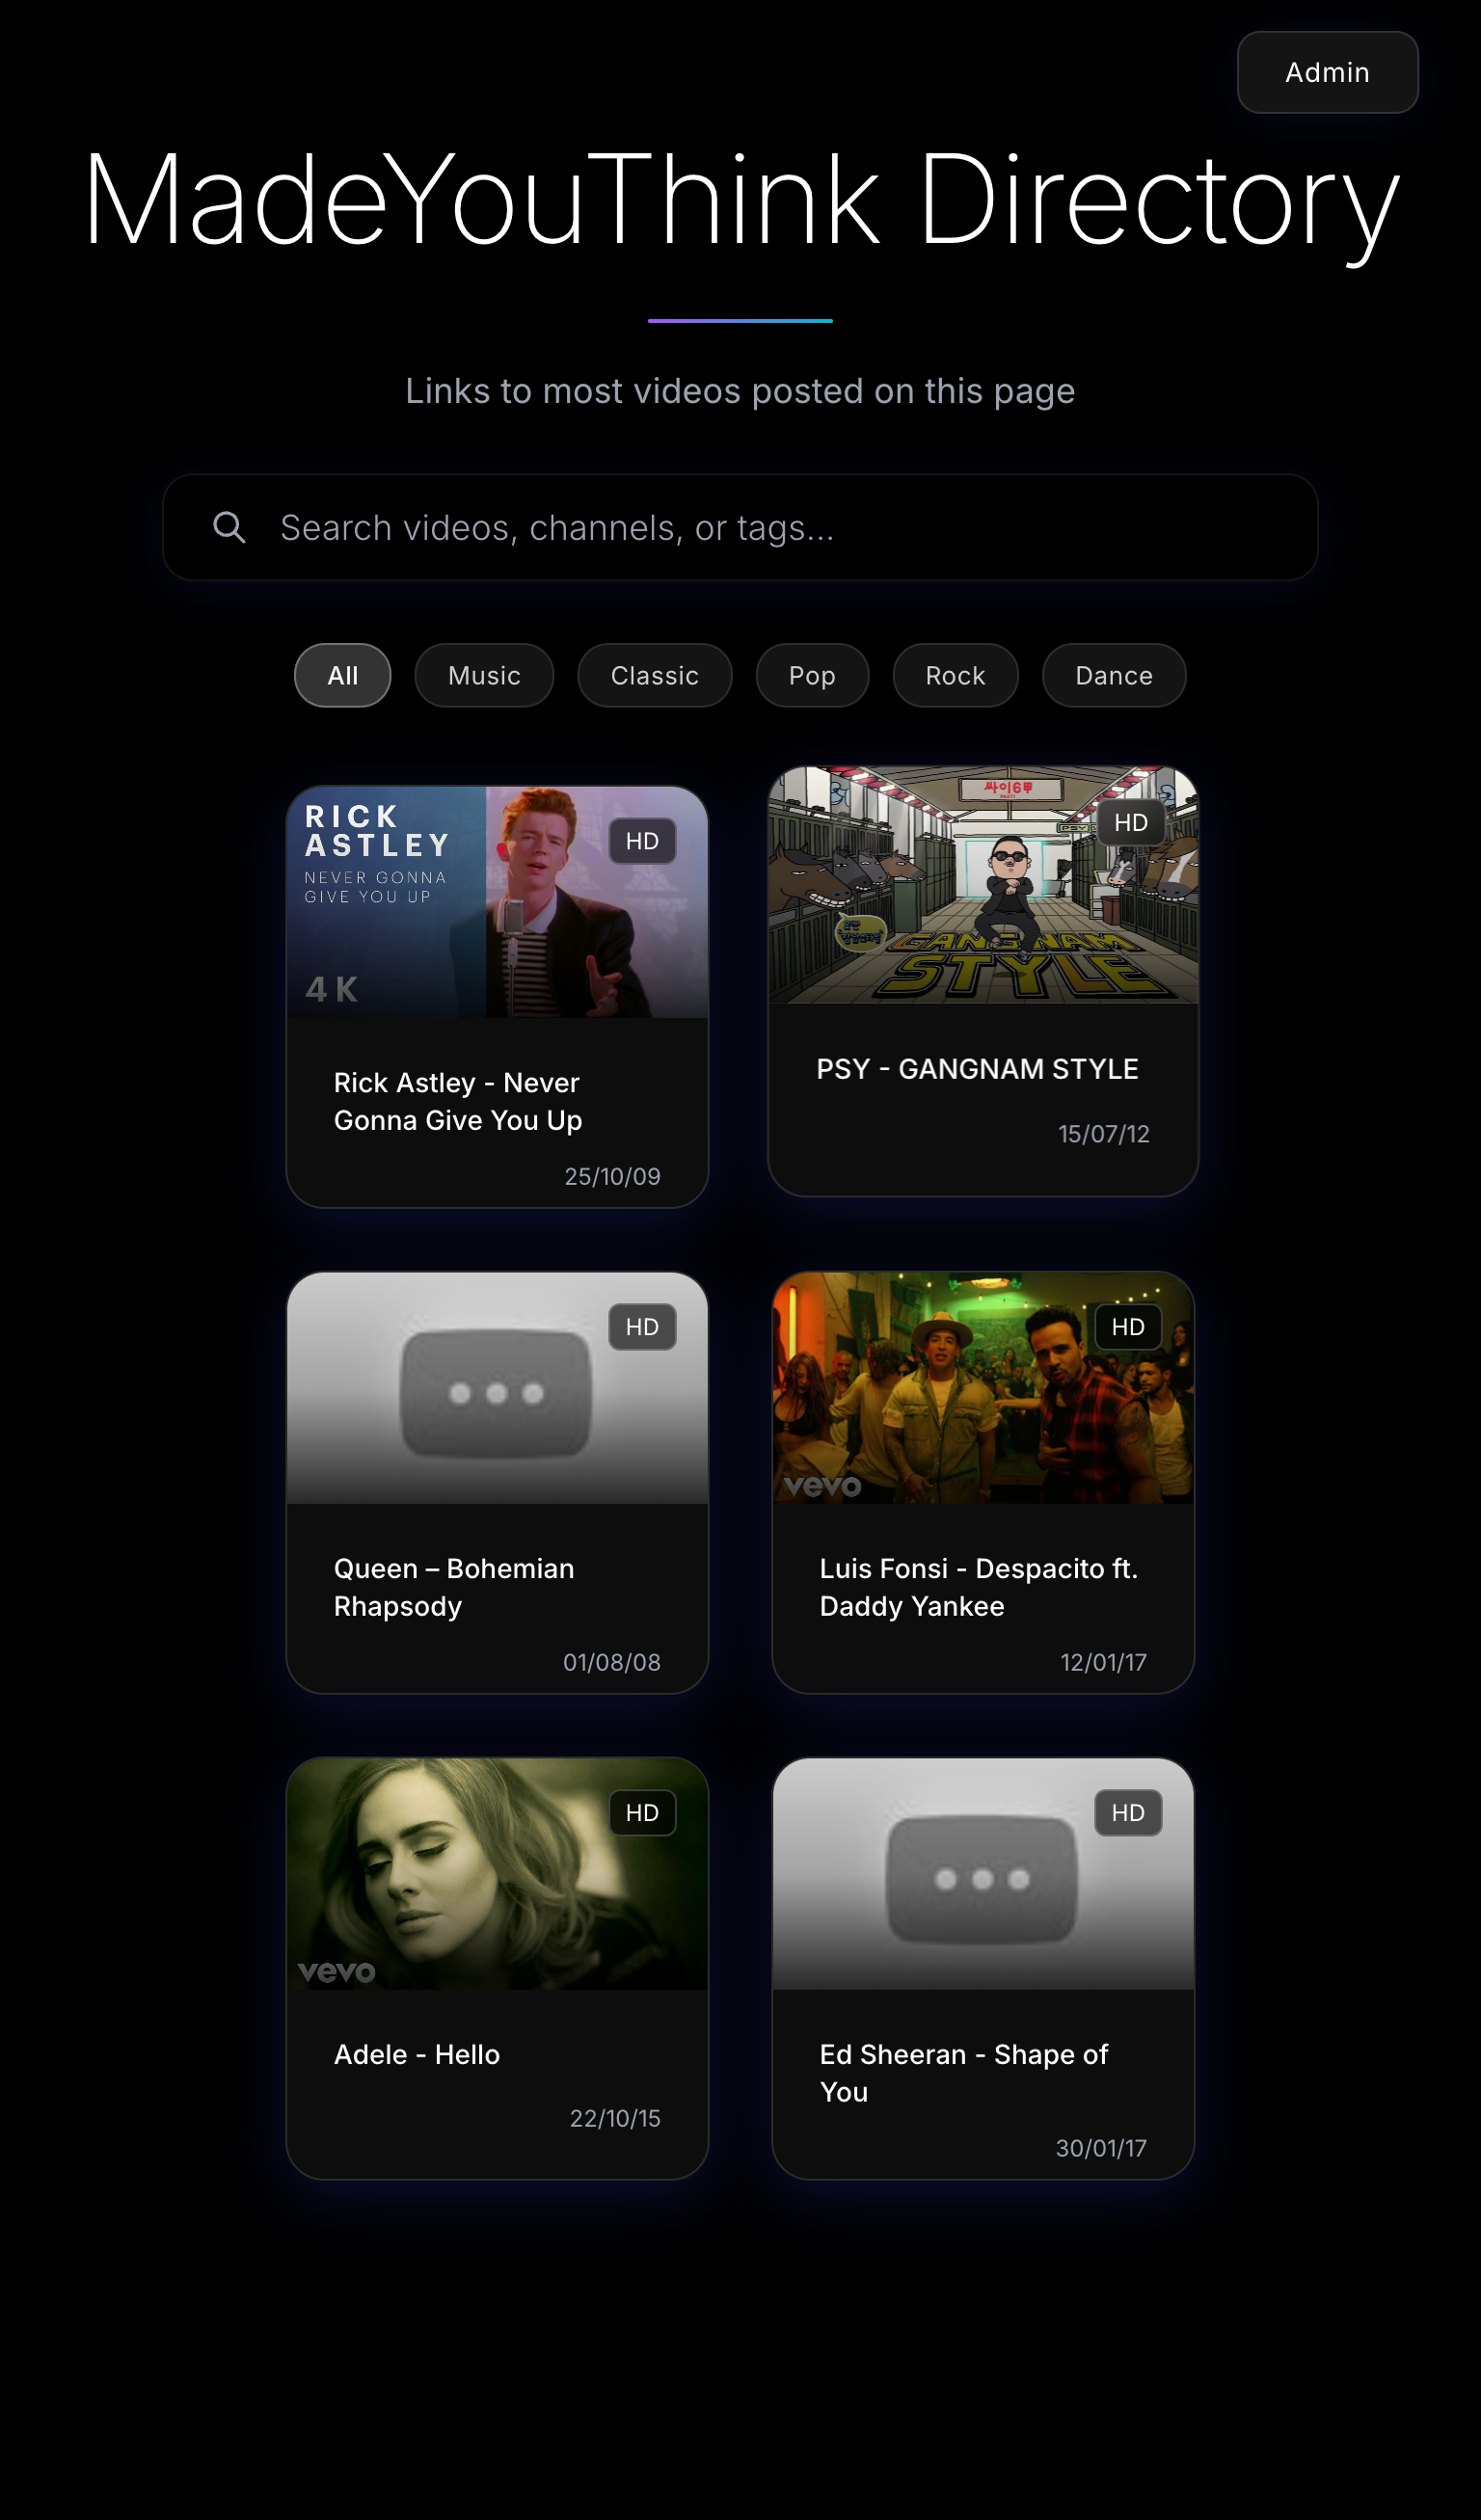 Admin
MadeYouThink Directory
Links to most videos posted on this page
Search videos, channels, or tags...
All
Music
Classic
Pop
Rock
Dance
RICK
ASTLEY
NEVER GONNA
GIVE YOU UP
4K
HD
Rick Astley - Never
Gonna Give You Up
25/10/09
싸이6甲
PSY
HD
GANGNAM
STYLE
PSY - GANGNAM STYLE
15/07/12
HD
Queen – Bohemian
Rhapsody
01/08/08
HD
vevo
Luis Fonsi - Despacito ft.
Daddy Yankee
12/01/17
HD
vevo
Adele - Hello
22/10/15
HD
Ed Sheeran - Shape of
You
30/01/17